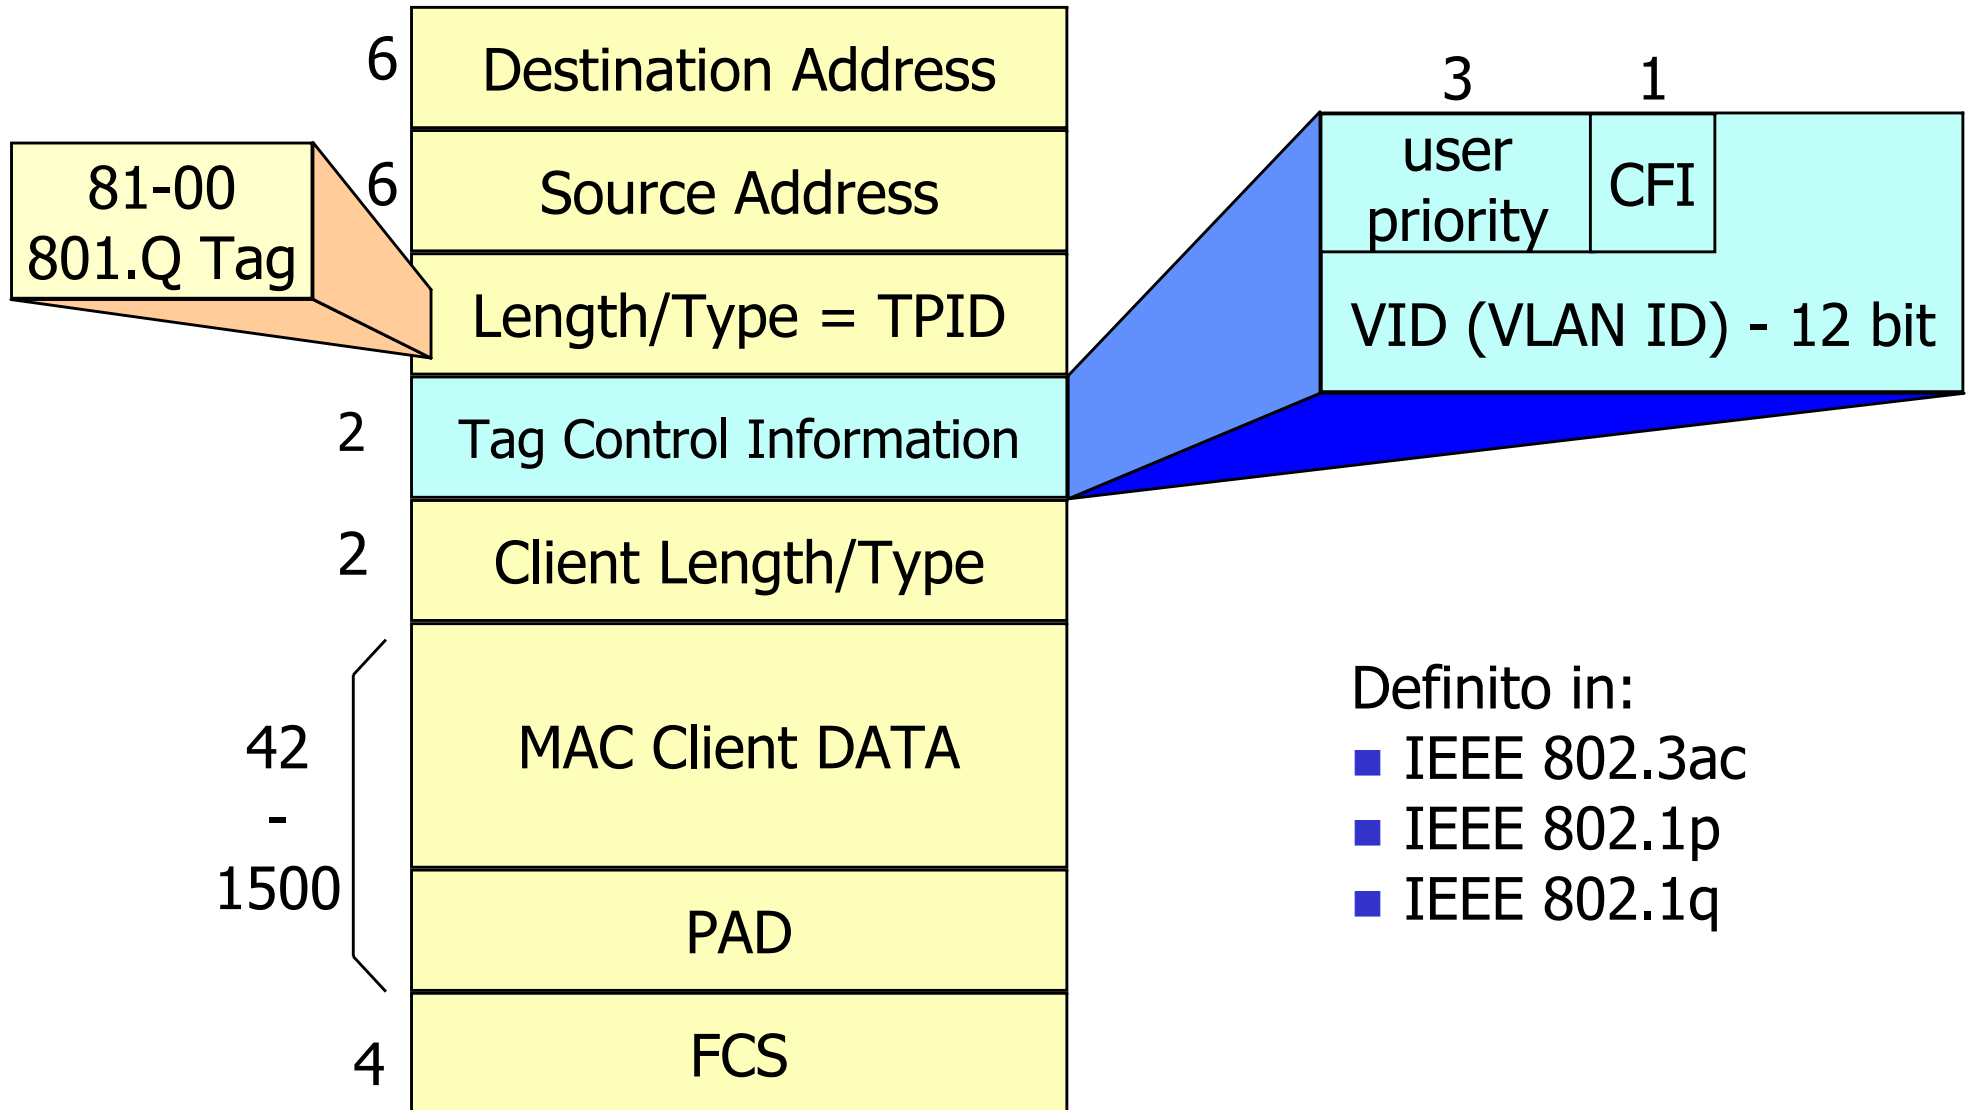 6
Destination Address
3
1
81-00
801.Q Tag
6
Source Address
user
priority
CFI
Length/Type = TPID
VID (VLAN ID) - 12 bit
2
Tag Control Information
2
Client Length/Type
42
-
1500
MAC Client DATA
PAD
4
FCS
Definito in:
■ IEEE 802.3ac
■ IEEE 802.1p
■ IEEE 802.1q